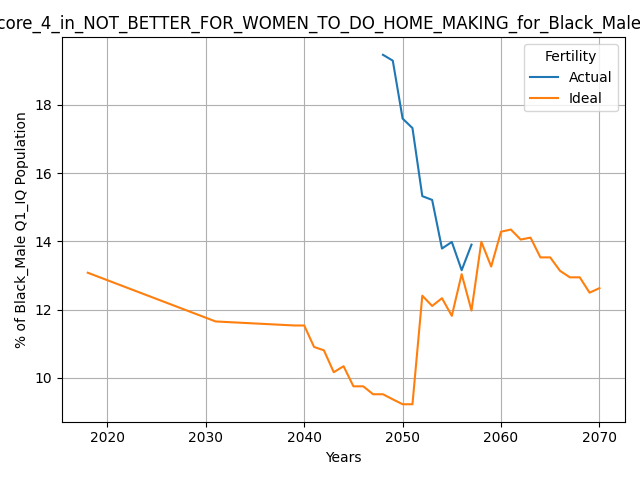 core_4_in_NOT_BETTER_FOR_WOMEN_TO_DO_HOME_MAKING_for_Black_Male
Fertility
Actual
Ideal
% of Black_Male Q1_IQ Population
18
16
14
12
10
2020 2030 2040 2050 2060 2070
Years